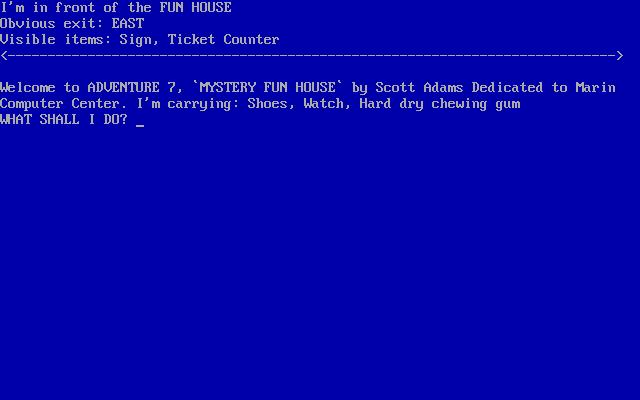 I'm in front of the FUN HOUSE
Obvious exit: EAST
Visible items: Sign, Ticket Counter
<---------------------------------------------------------------------------->
Welcome to ADVENTURE 7, `MYSTERY FUN HOUSE` by Scott Adams Dedicated to Marin
Computer Center. I'm carrying: Shoes, Watch, Hard dry chewing gum
WHAT SHALL I DO? _